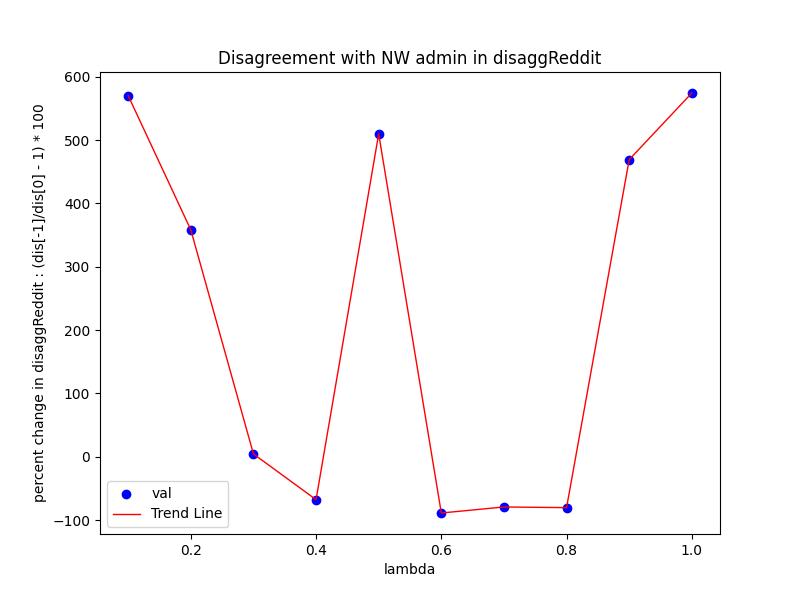 Disagreement with NW admin in disaggReddit
percent change in disaggReddit : (dis[-1]/dis[0] - 1) * 100
600
500
400
300
200
100
0
−100
val
Trend Line
0.2
0.4
0.6
0.8
1.0
lambda